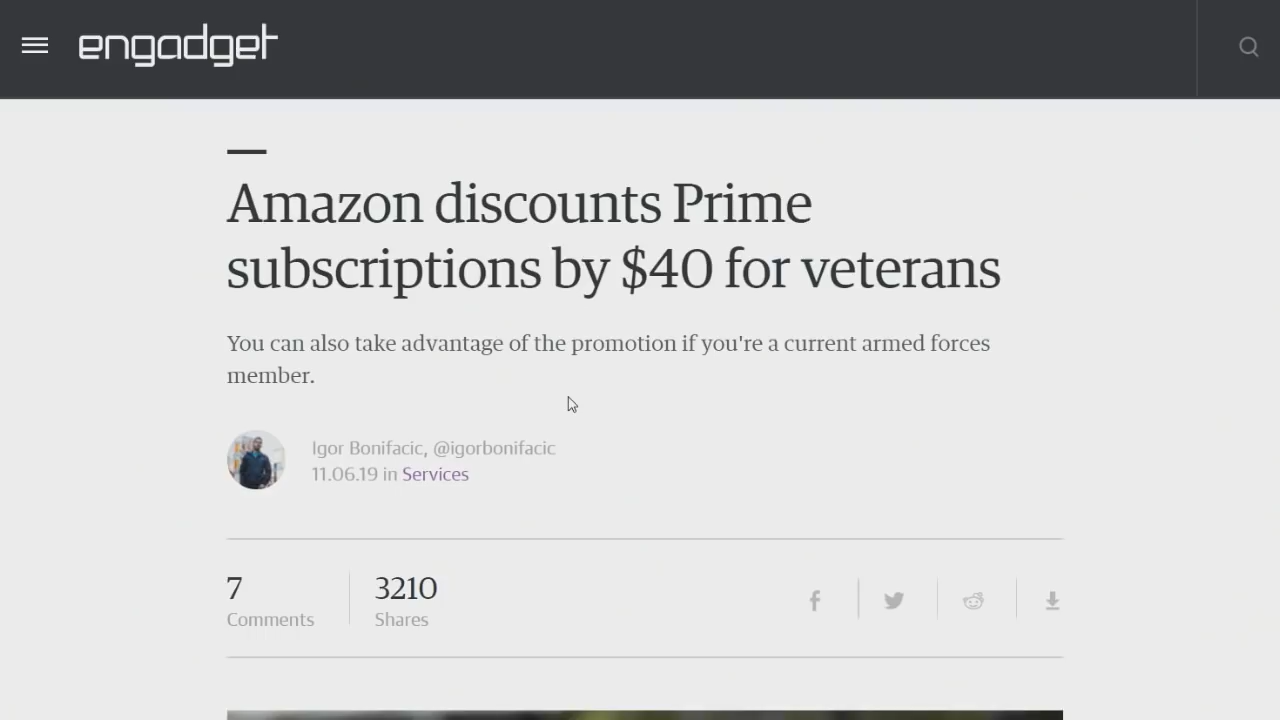 engadget
Amazon discounts Prime
subscriptions by $40 for veterans
You can also take advantage of the promotion if you're a current armed forces
member.
Igor Bonifacic, @igorbonifacic
11.06.19 in Services
7
Comments
3210
Shares